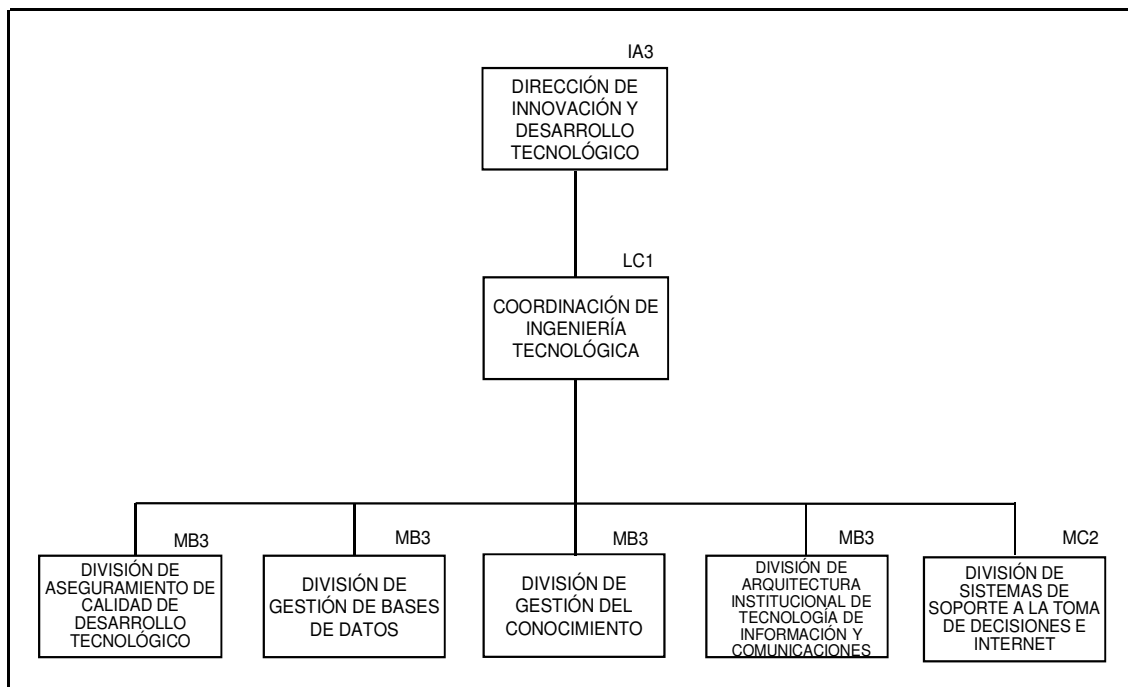 IA3
DIRECCIÓN DE
INNOVACIÓN Y
DESARROLLO
TECNOLÓGICO
LC1
COORDINACIÓN DE
INGENIERÍA
TECNOLÓGICA
MB3
DIVISIÓN DE
ASEGURAMIENTO DE
CALIDAD DE
DESARROLLO
TECNOLÓGICO
MB3
DIVISIÓN DE
GESTIÓN DE BASES
DE DATOS
MB3
DIVISIÓN DE
GESTIÓN DEL
CONOCIMIENTO
MB3
DIVISIÓN DE
ARQUITECTURA
INSTITUCIONAL DE
TECNOLOGÍA DE
INFORMACIÓN Y
COMUNICACIONES
MC2
DIVISIÓN DE
SISTEMAS DE
SOPORTE A LA TOMA
DE DECISIONES E
INTERNET